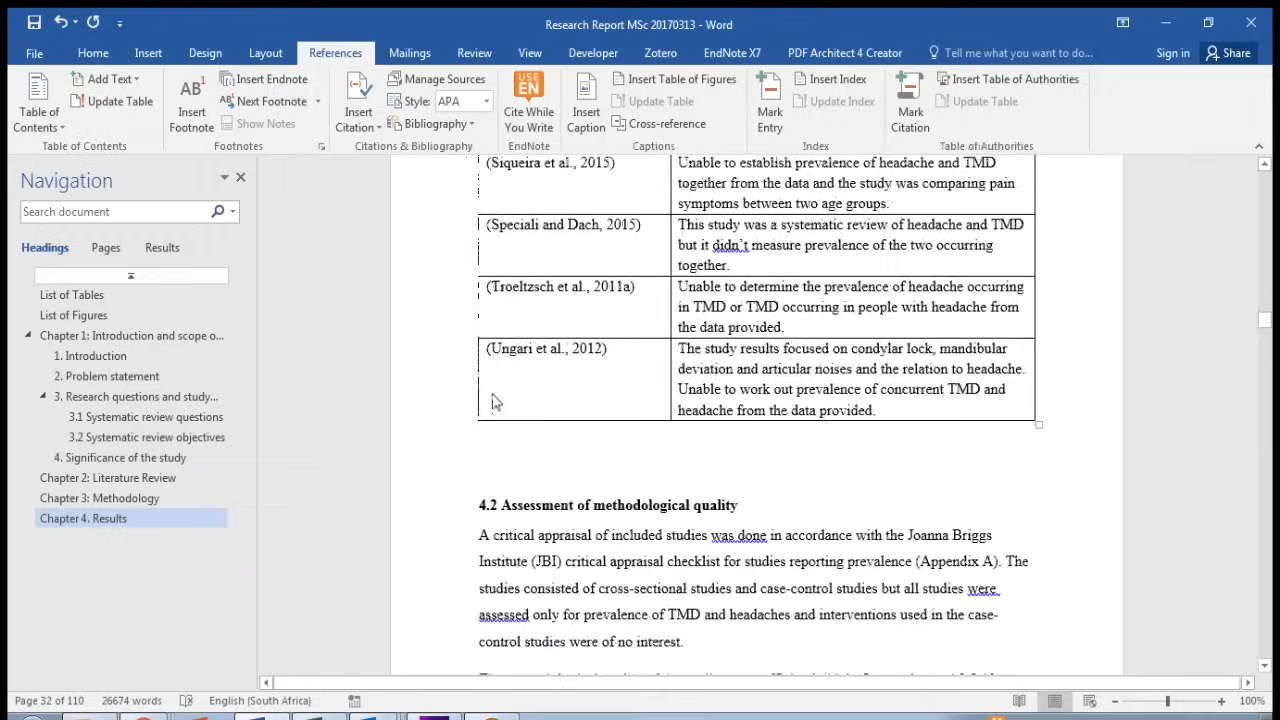 Research Report MSc 20170313 - Word
File Home Insert Design Layout References Mailings Review View Developer Zotero EndNote X7 PDF Architect 4 Creator Tell me what you want to do... Sign in Share
Table of Contents
Add Text
Update Table
Table of Contents
AB1
Insert Footnote
Insert Endnote
Next Footnote
Show Notes
Footnotes
Insert Citation
Manage Sources
Style: APA
Bibliography
Citations & Bibliography
USE EN
Cite While You Write
EndNote
Insert Caption
Insert Table of Figures
Update Table
Cross-reference
Captions
Mark Entry
Insert Index
Update Index
Index
Mark Citation
Insert Table of Authorities
Update Table
Table of Authorities
Navigation
Search document
Headings Pages Results
List of Tables
List of Figures
Chapter 1: Introduction and scope o...
1. Introduction
2. Problem statement
3. Research questions and study...
3.1 Systematic review questions
3.2 Systematic review objectives
4. Significance of the study
Chapter 2: Literature Review
Chapter 3: Methodology
Chapter 4. Results
(Siqueira et al., 2015)
Unable to establish prevalence of headache and TMD
together from the data and the study was comparing pain
symptoms between two age groups.
(Speciali and Dach, 2015)
This study was a systematic review of headache and TMD
but it didn't measure prevalence of the two occurring
together.
(Troeltzsch et al., 2011a)
Unable to determine the prevalence of headache occurring
in TMD or TMD occurring in people with headache from
the data provided.
(Ungari et al., 2012)
The study results focused on condylar lock, mandibular
deviation and articular noises and the relation to headache.
Unable to work out prevalence of concurrent TMD and
headache from the data provided.
4.2 Assessment of methodological quality
A critical appraisal of included studies was done in accordance with the Joanna Briggs
Institute (JBI) critical appraisal checklist for studies reporting prevalence (Appendix A). The
studies consisted of cross-sectional studies and case-control studies but all studies were
assessed only for prevalence of TMD and headaches and interventions used in the case-
control studies were of no interest.
Page 32 of 110 26674 words English (South Africa) 100%